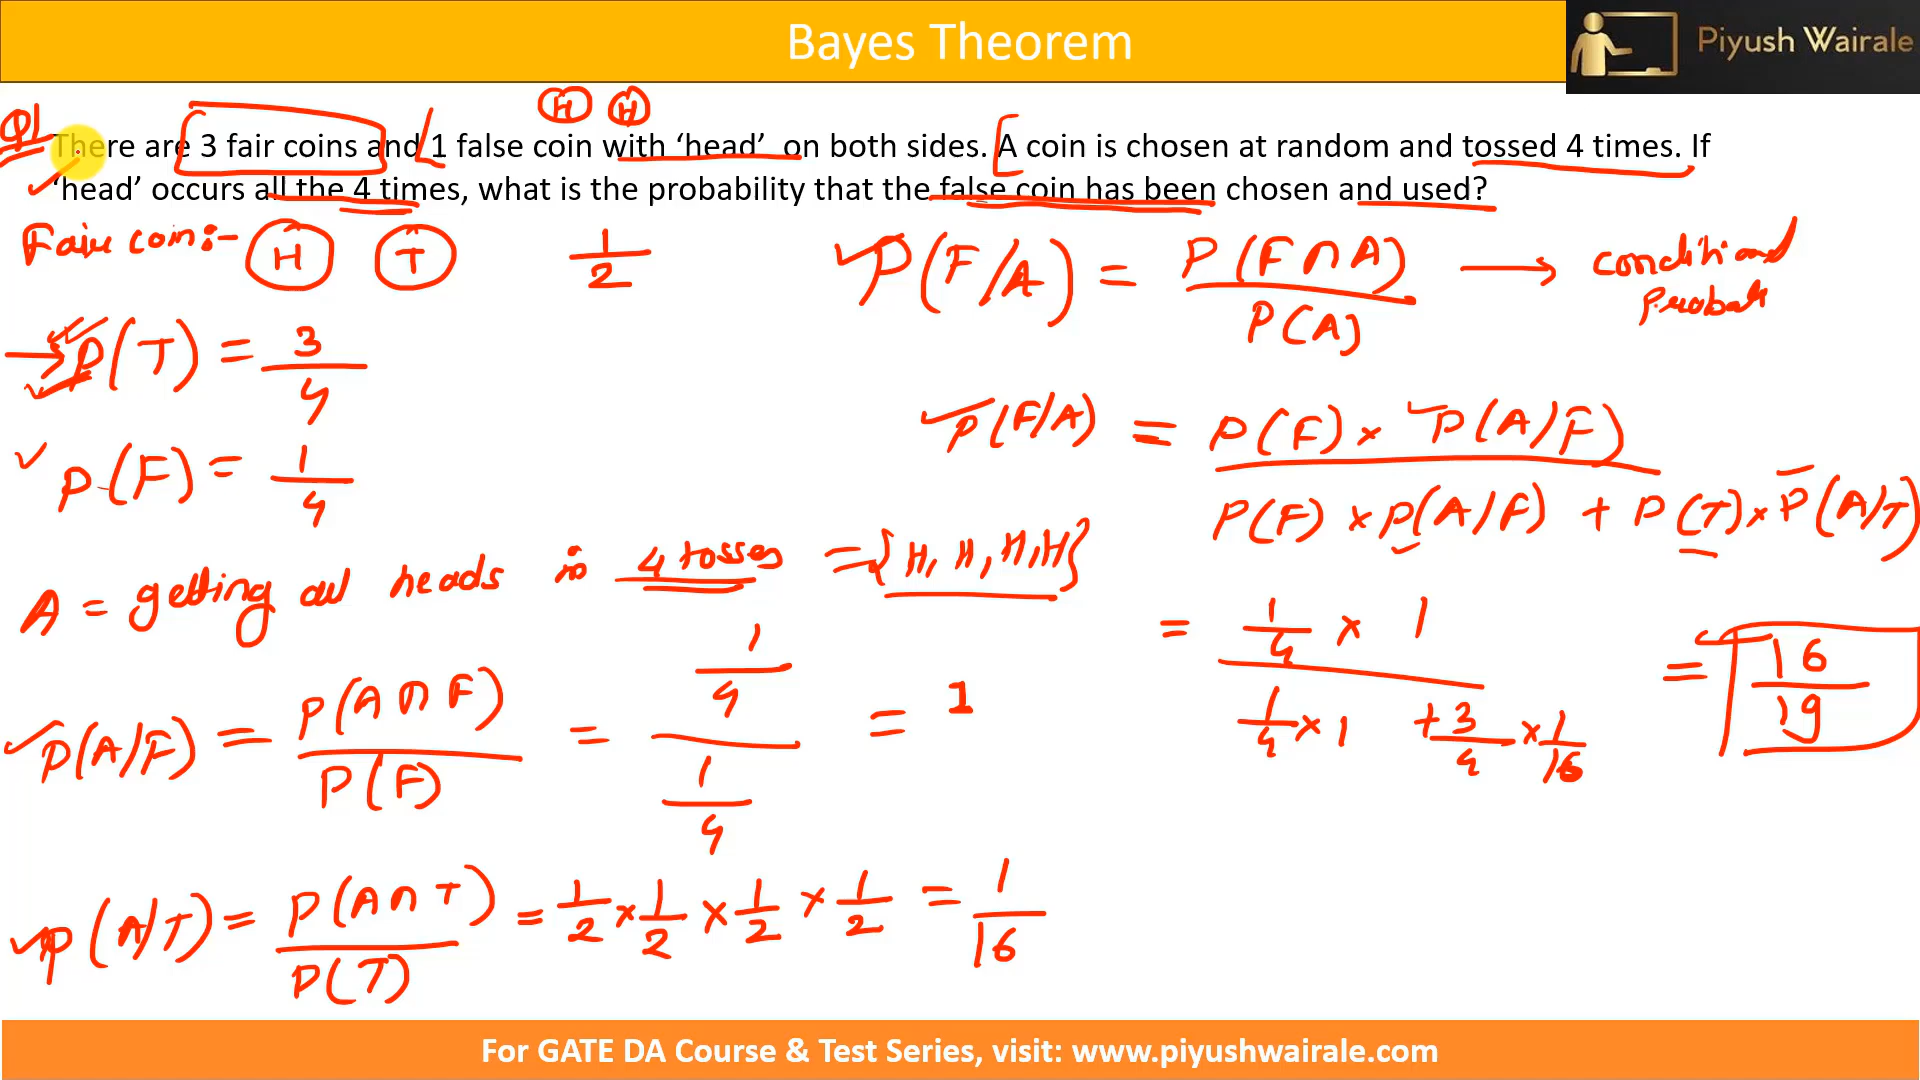 Bayes Theorem
Piyush Wairale
Q1
H H
There are 3 fair coins and 1 false coin with ‘head’ on both sides. A coin is chosen at random and tossed 4 times. If
‘head’ occurs all the 4 times, what is the probability that the false coin has been chosen and used?
Fair coin:- H T 1/2
P(T) = 3/4
P(F) = 1/4
A = getting all heads in 4 tosses = {H, H, H, H}
P(A/F) = P(A∩F)/P(F) = (1/4)/(1/4) = 1
P(A/T) = P(A∩T)/P(T) = 1/2 × 1/2 × 1/2 × 1/2 = 1/16
P(F/A) = P(F∩A)/P(A) → conditional
P(F/A) = P(F) × P(A/F) / P(F) × P(A/F) + P(T) × P(A/T)
= 1/4 × 1 / 1/4 × 1 + 3/4 × 1/16 = 16/19
For GATE DA Course & Test Series, visit: www.piyushwairale.com